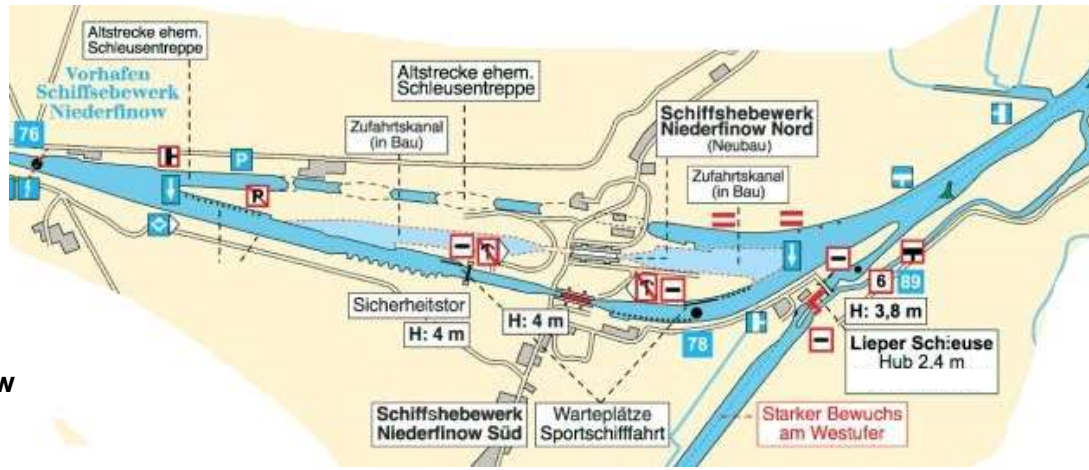 Altstrecke ehem.
Schleusentreppe
Vorhafen
Schiffsebewerk
Niederfinow
76
P
Zufahrtskanal
(in Bau)
Altstrecke ehem.
Schleusentreppe
Schiffshebewerk
Niederfinow Nord
(Neubau)
Zufahrtskanal
(in Bau)
P
Sicherheitstor
H: 4 m
H: 4 m
78
6
89
H: 3,8 m
Lieper Schleuse
Hub 2,4 m
w
Schiffshebewerk
Niederfinow Süd
Warteplätze
Sportschifffahrt
Starker Bewuchs
am Westufer